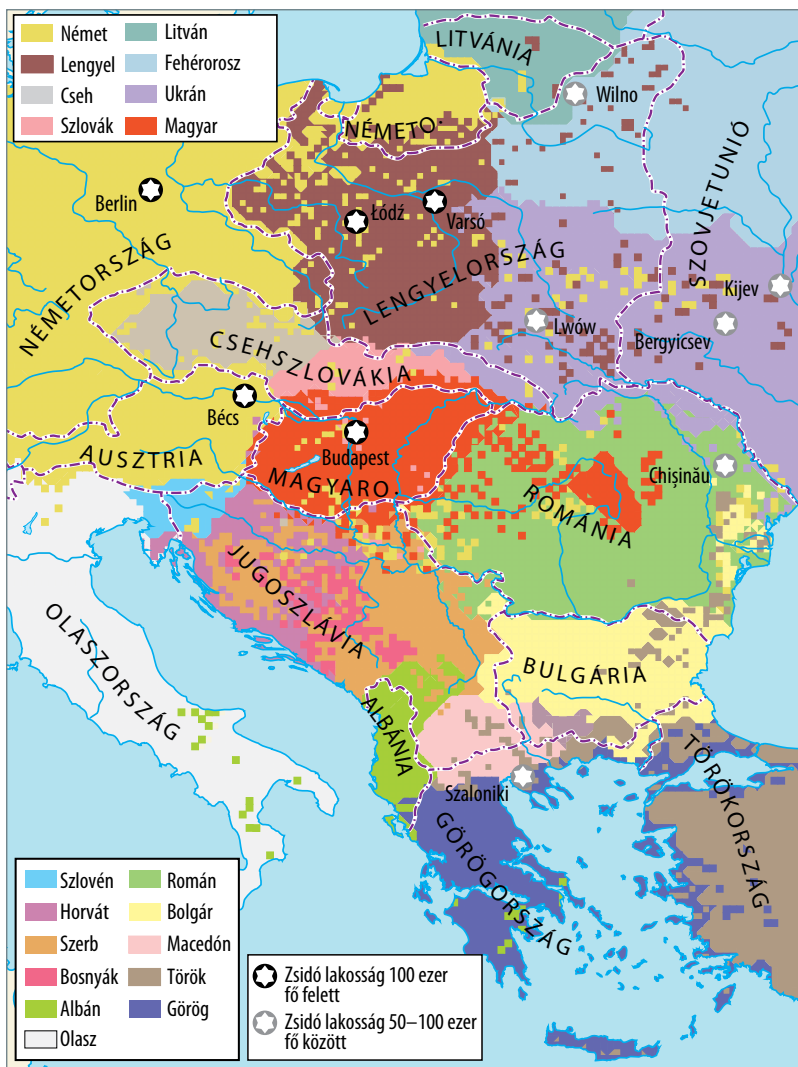 Német
Lengyel
Cseh
Szlovák
Litván
Fehérorosz
Ukrán
Magyar
LITVÁNIA
Wilno
NÉMETO.
Berlin
Łódź
Varsó
SZOVJETUNIÓ
NÉMETORSZÁG
LENGYELORSZÁG
Kijev
Lwów
Bergyicsev
CSEHSZLOVÁKIA
Bécs
AUSZTRIA
Budapest
MAGYARO.
Chișinău
ROMÁNIA
JUGOSZLÁVIA
OLASZORSZÁG
BULGÁRIA
ALBÁNIA
Szaloniki
TÖRÖKORSZÁG
GÖRÖGORSZÁG
Szlovén
Horvát
Szerb
Bosnyák
Albán
Olasz
Román
Bolgár
Macedón
Török
Görög
Zsidó lakosság 100 ezer
fő felett
Zsidó lakosság 50–100 ezer
fő között